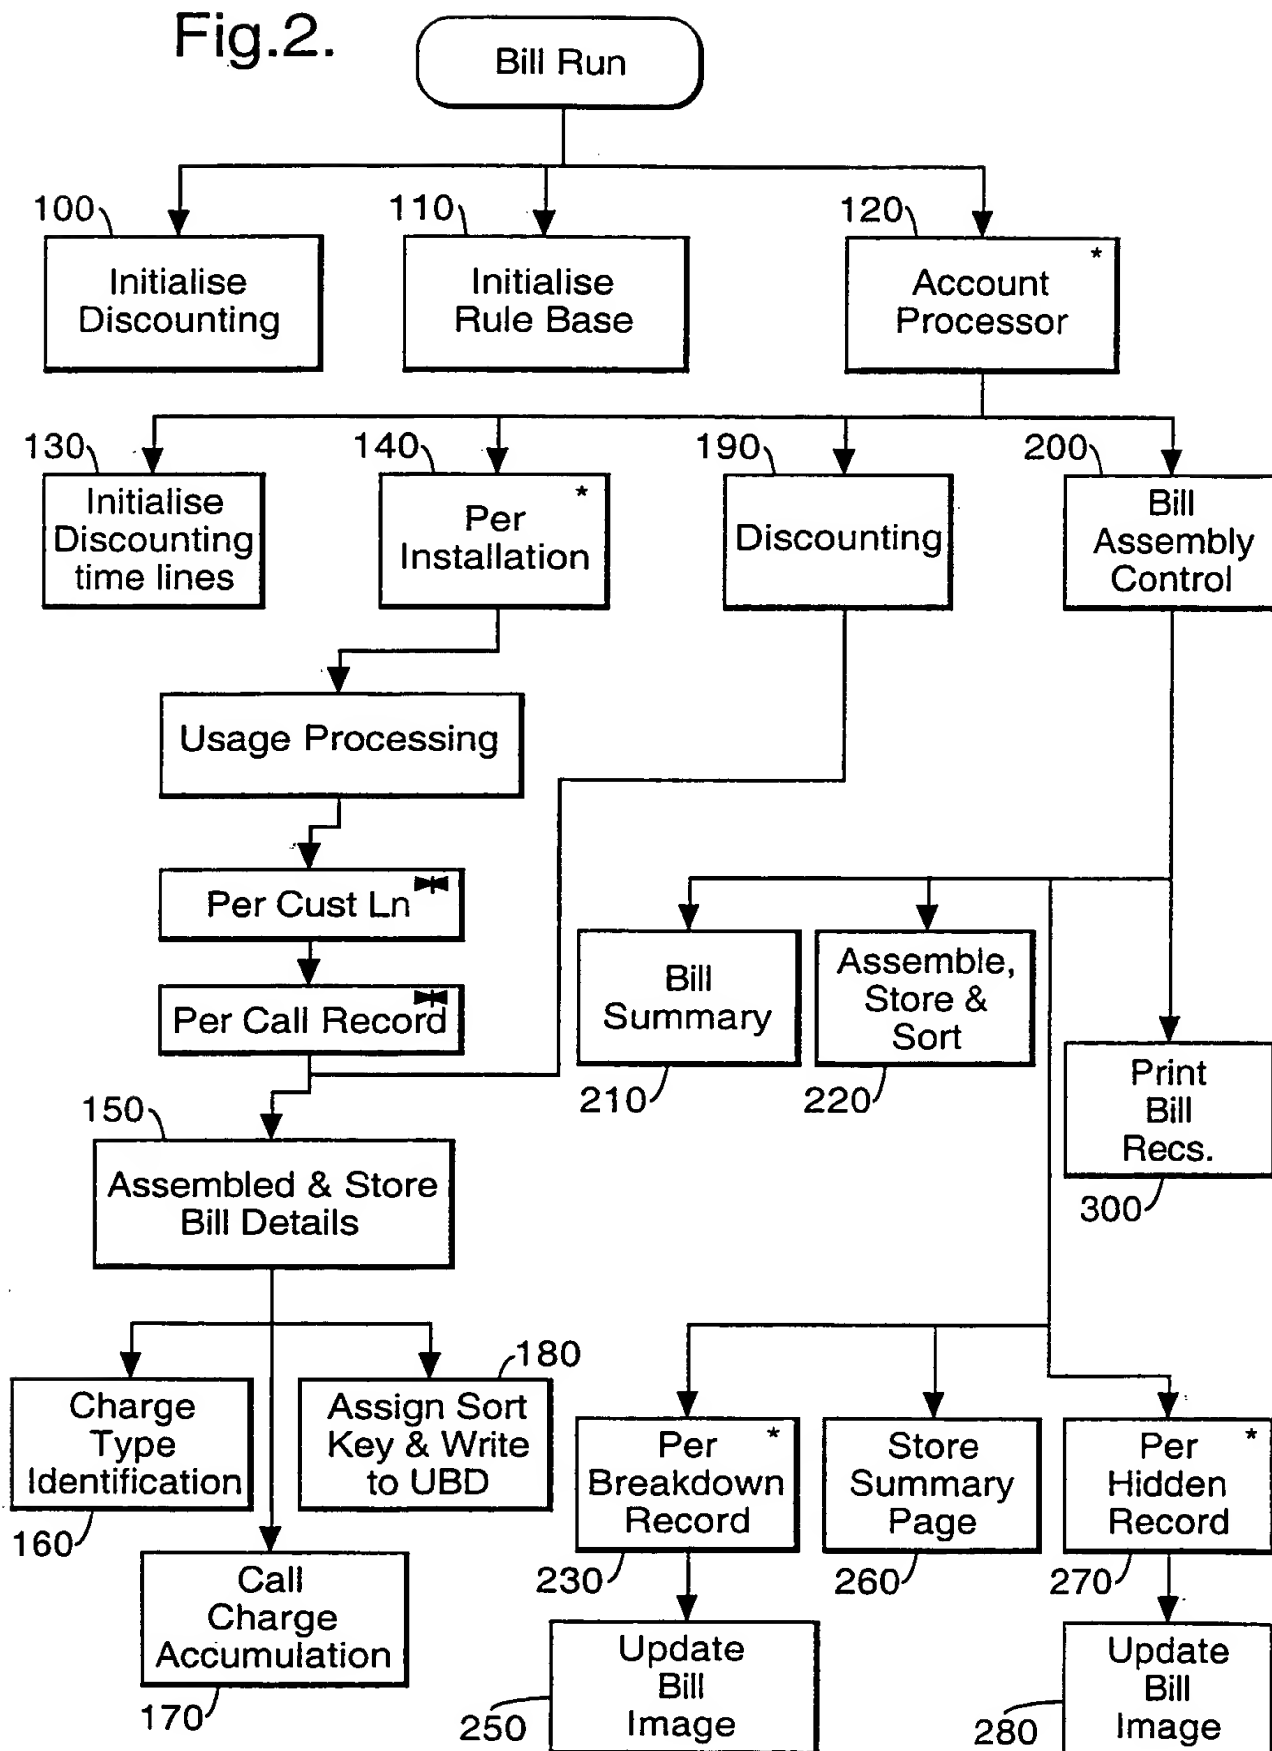 Fig.2.
Bill Run
100
110
120
Initialise
Discounting
Initialise
Rule Base
*
Account
Processor
130
140
190
200
Initialise
Discounting
time lines
*
Per
Installation
Discounting
Bill
Assembly
Control
Usage Processing
Per Cust Ln
Per Call Record
Bill
Summary
210
Assemble,
Store &
Sort
220
Print
Bill
Recs.
300
150
Assembled & Store
Bill Details
Charge
Type
Identification
160
180
Assign Sort
Key & Write
to UBD
Call
Charge
Accumulation
170
Per *
Breakdown
Record
230
Store
Summary
Page
260
Per *
Hidden
Record
270
Update
Bill
Image
250
Update
Bill
Image
280